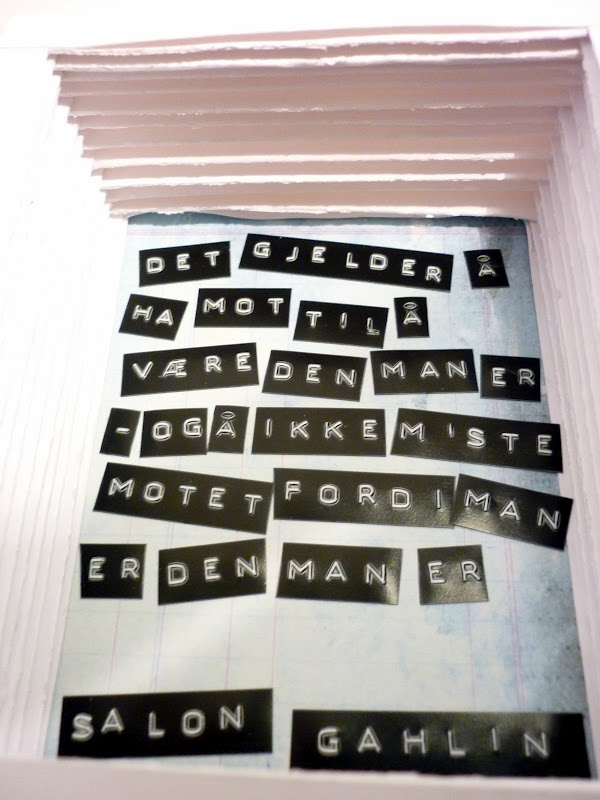 DET GJELDER Å
HA MOT TIL Å
VÆRE DEN MAN ER
- OG Å IKKE MISTE
MOTET FORDI MAN
ER DEN MAN ER
SALON GAHLIN